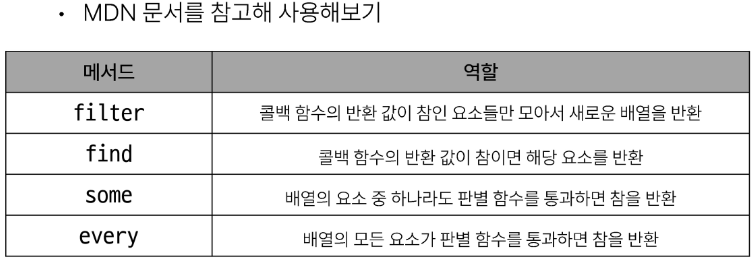 • MDN 문서를 참고해 사용해보기
메서드 역할
filter 콜백 함수의 반환 값이 참인 요소들만 모아서 새로운 배열을 반환
find 콜백 함수의 반환 값이 참이면 해당 요소를 반환
some 배열의 요소 중 하나라도 판별 함수를 통과하면 참을 반환
every 배열의 모든 요소가 판별 함수를 통과하면 참을 반환